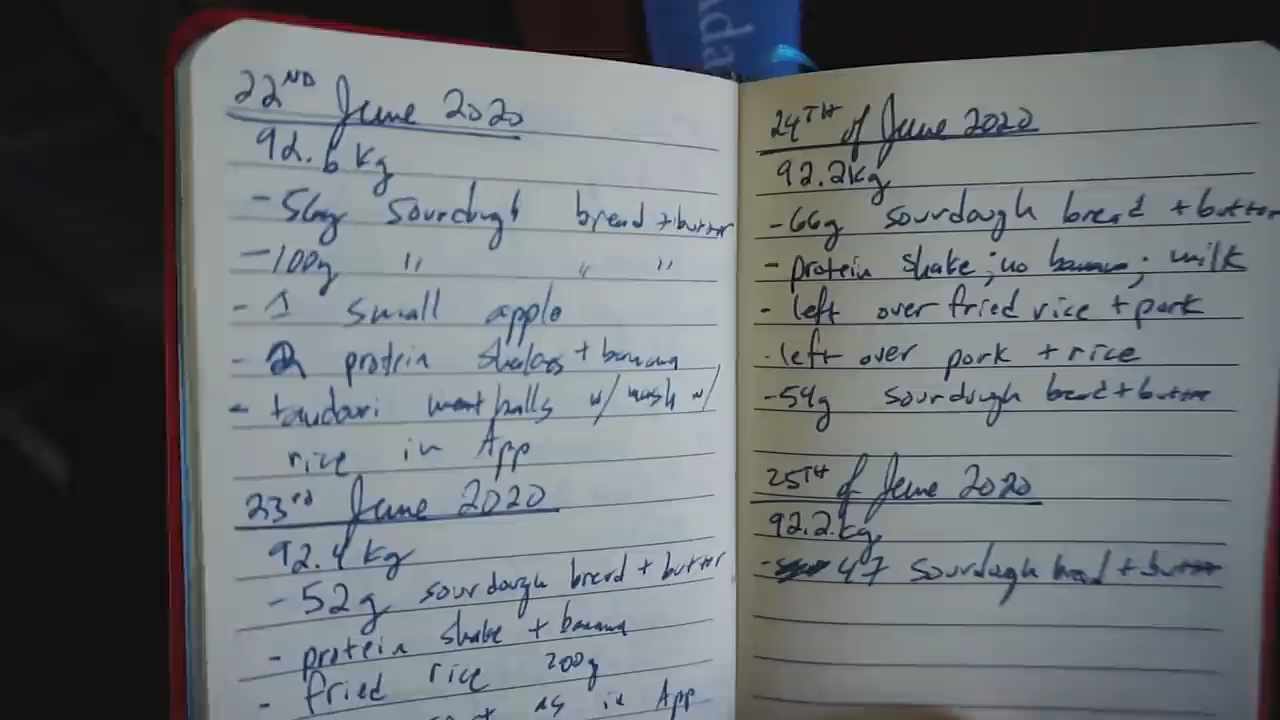 nda
22ND June 2020
92.6 kg
- 56g sourdough bread + butter
- 100g " " "
- 1 small apple
- 2 protein shakes + banana
- tandoori meatballs w/ mash w/
rice in App
23rd June 2020
92.4 kg
- 52g sourdough bread + butter
- protein shake + banana
- fried rice 200g
as in App
24TH of June 2020
92.2kg
- 66g sourdough bread + butter
- protein shake; no banana; milk
- left over fried rice + pork
- left over pork + rice
- 54g sourdough bread + butter
25TH of June 2020
92.2 kg
- 47 sourdough bread + butter